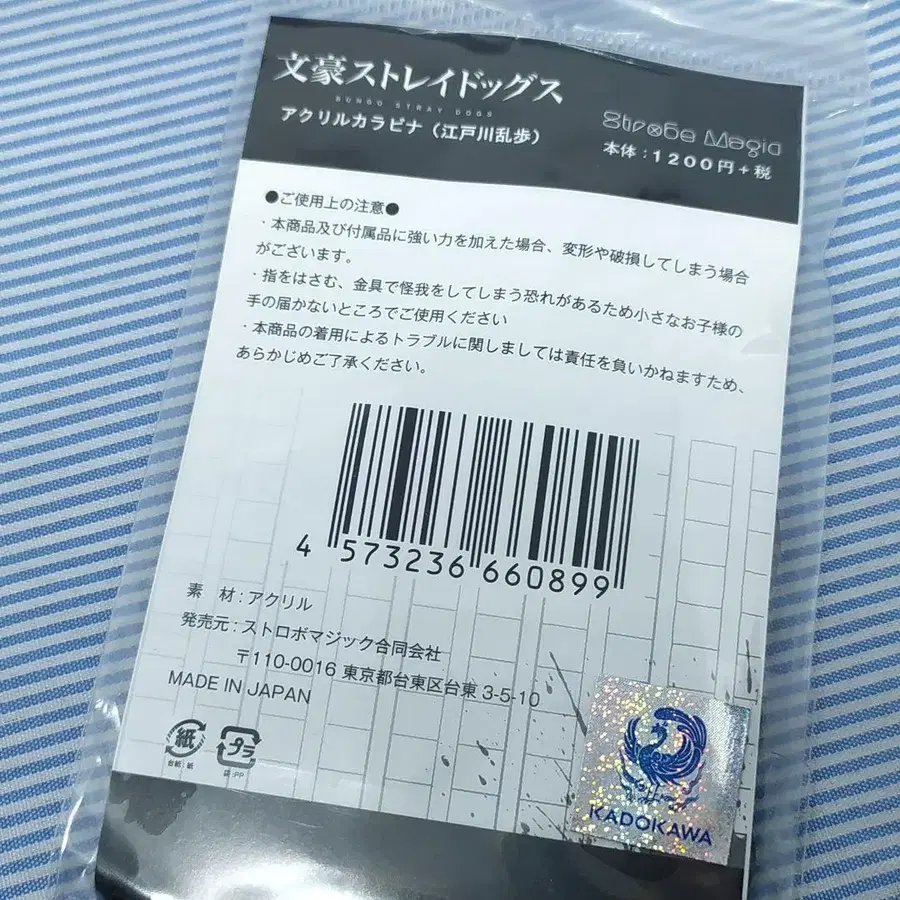 文豪ストレイドッグス
BUNGO STRAY DOGS
アクリルカラビナ（江戸川乱歩）
Strobe Magic
本体：1200円＋税
●ご使用上の注意●
・本商品及び付属品に強い力を加えた場合、変形や破損してしまう場合
がございます。
・指をはさむ、金具で怪我をしてしまう恐れがあるため小さなお子様の
手の届かないところでご使用ください
・本商品の着用によるトラブルに関しましては責任を負いかねますため、
あらかじめご了承ください。
4 573236 660899
素　材：アクリル
発売元：ストロボマジック合同会社
〒110-0016 東京都台東区台東 3-5-10
MADE IN JAPAN
紙
台紙：紙
プラ
袋：PP
KADOKAWA